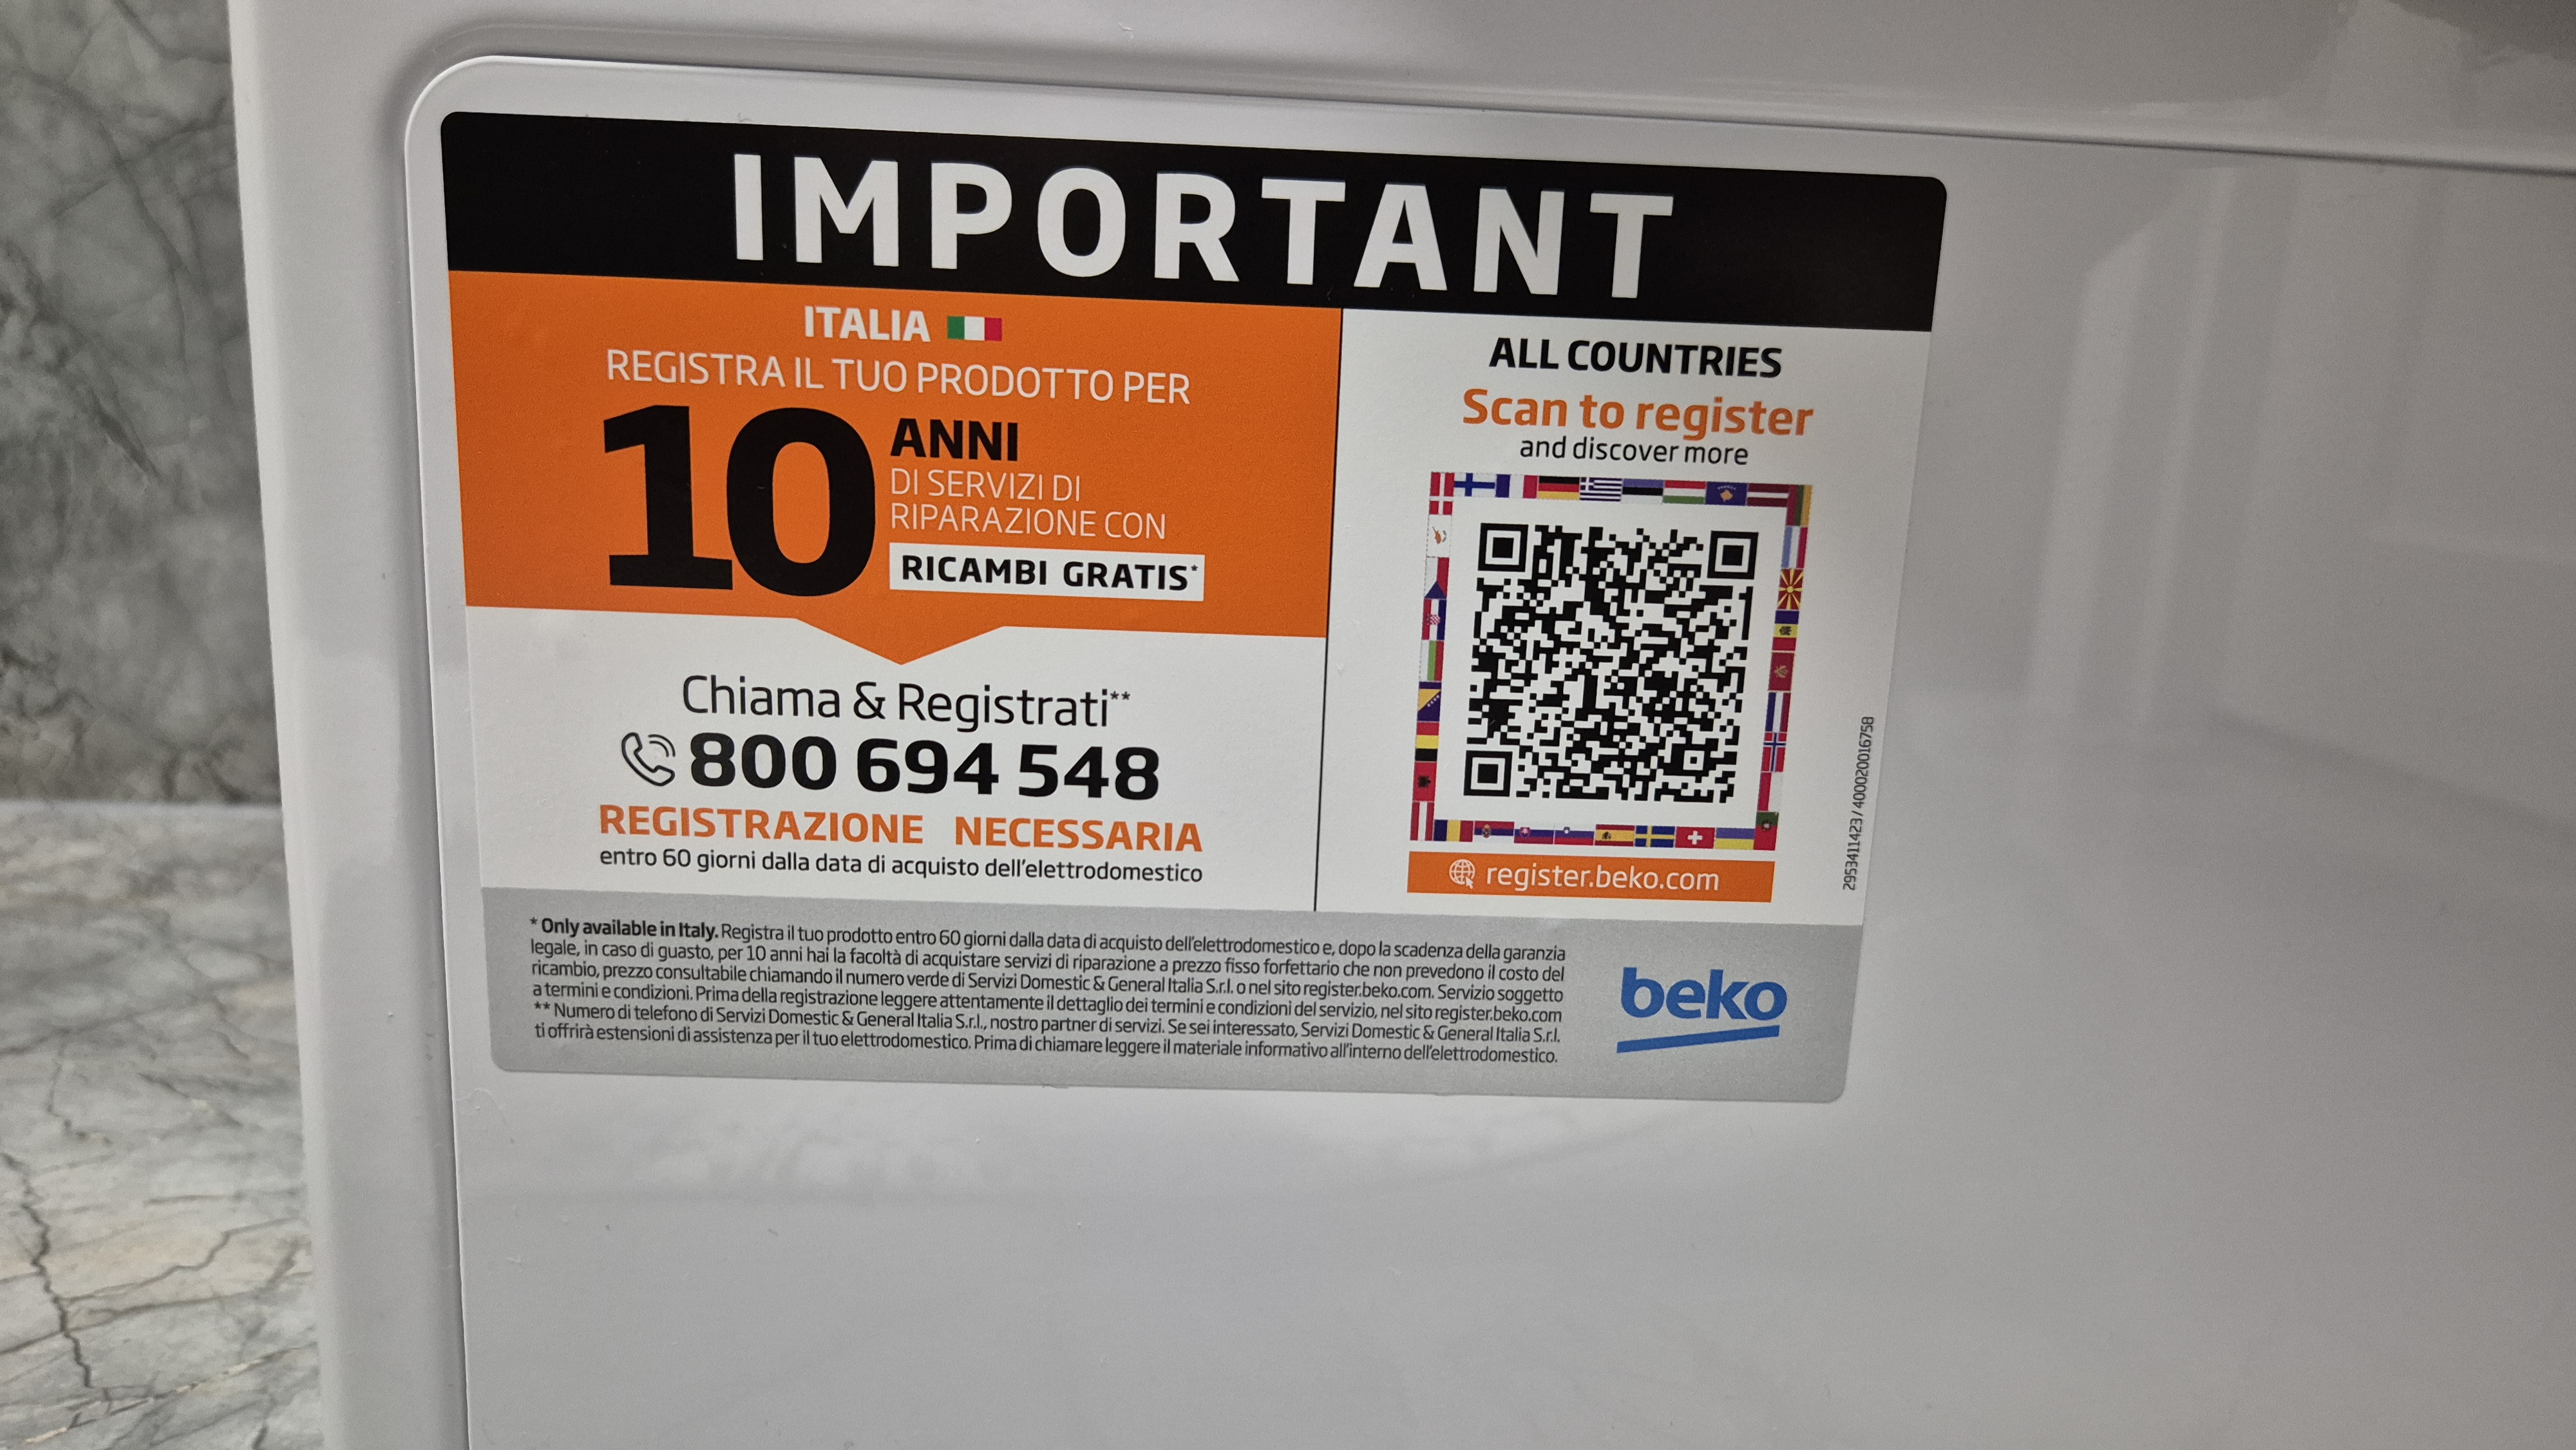 IMPORTANT
ITALIA
REGISTRA IL TUO PRODOTTO PER
10 ANNI
DI SERVIZI DI
RIPARAZIONE CON
RICAMBI GRATIS*
Chiama & Registrati**
800 694 548
REGISTRAZIONE NECESSARIA
entro 60 giorni dalla data di acquisto dell'elettrodomestico
ALL COUNTRIES
Scan to register
and discover more
register.beko.com
2953411423 / 4000200016758
* Only available in Italy. Registra il tuo prodotto entro 60 giorni dalla data di acquisto dell'elettrodomestico e, dopo la scadenza della garanzia
legale, in caso di guasto, per 10 anni hai la facoltà di acquistare servizi di riparazione a prezzo fisso forfettario che non prevedono il costo del
ricambio, prezzo consultabile chiamando il numero verde di Servizi Domestic & General Italia S.r.l. o nel sito register.beko.com. Servizio soggetto
a termini e condizioni. Prima della registrazione leggere attentamente il dettaglio dei termini e condizioni del servizio, nel sito register.beko.com
** Numero di telefono di Servizi Domestic & General Italia S.r.l., nostro partner di servizi. Se sei interessato, Servizi Domestic & General Italia S.r.l.
ti offrirà estensioni di assistenza per il tuo elettrodomestico. Prima di chiamare leggere il materiale informativo all'interno dell'elettrodomestico.
beko